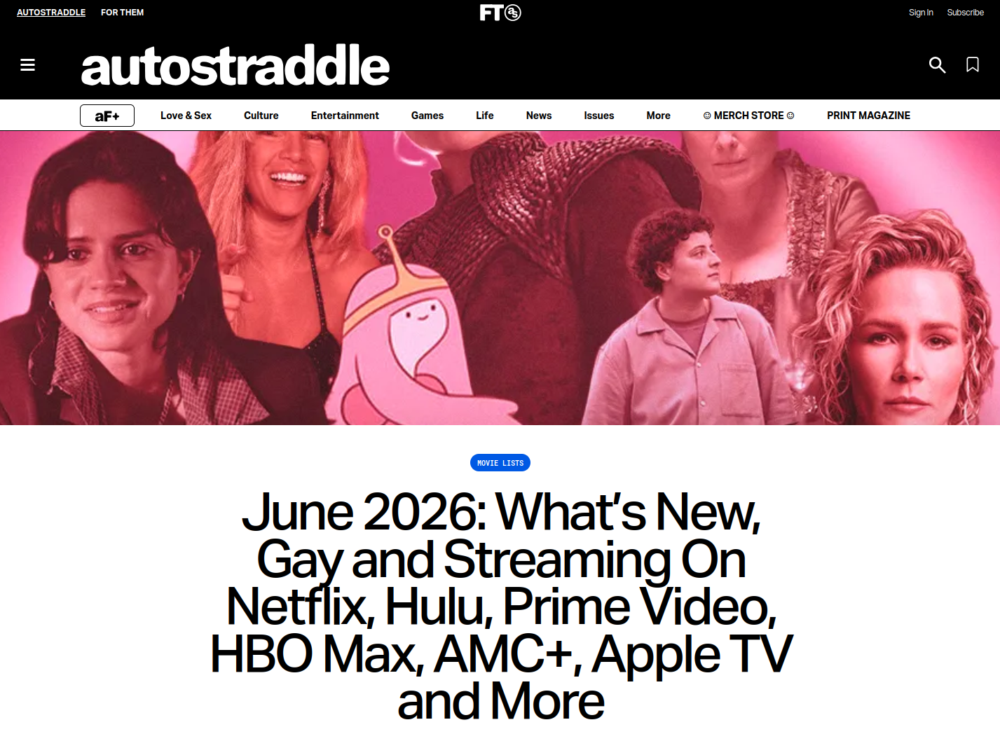 AUTOSTRADDLE FOR THEM FT as Sign In Subscribe
autostraddle
aF+ Love & Sex Culture Entertainment Games Life News Issues More ☺ MERCH STORE ☺ PRINT MAGAZINE
MOVIE LISTS
June 2026: What’s New,
Gay and Streaming On
Netflix, Hulu, Prime Video,
HBO Max, AMC+, Apple TV
and More